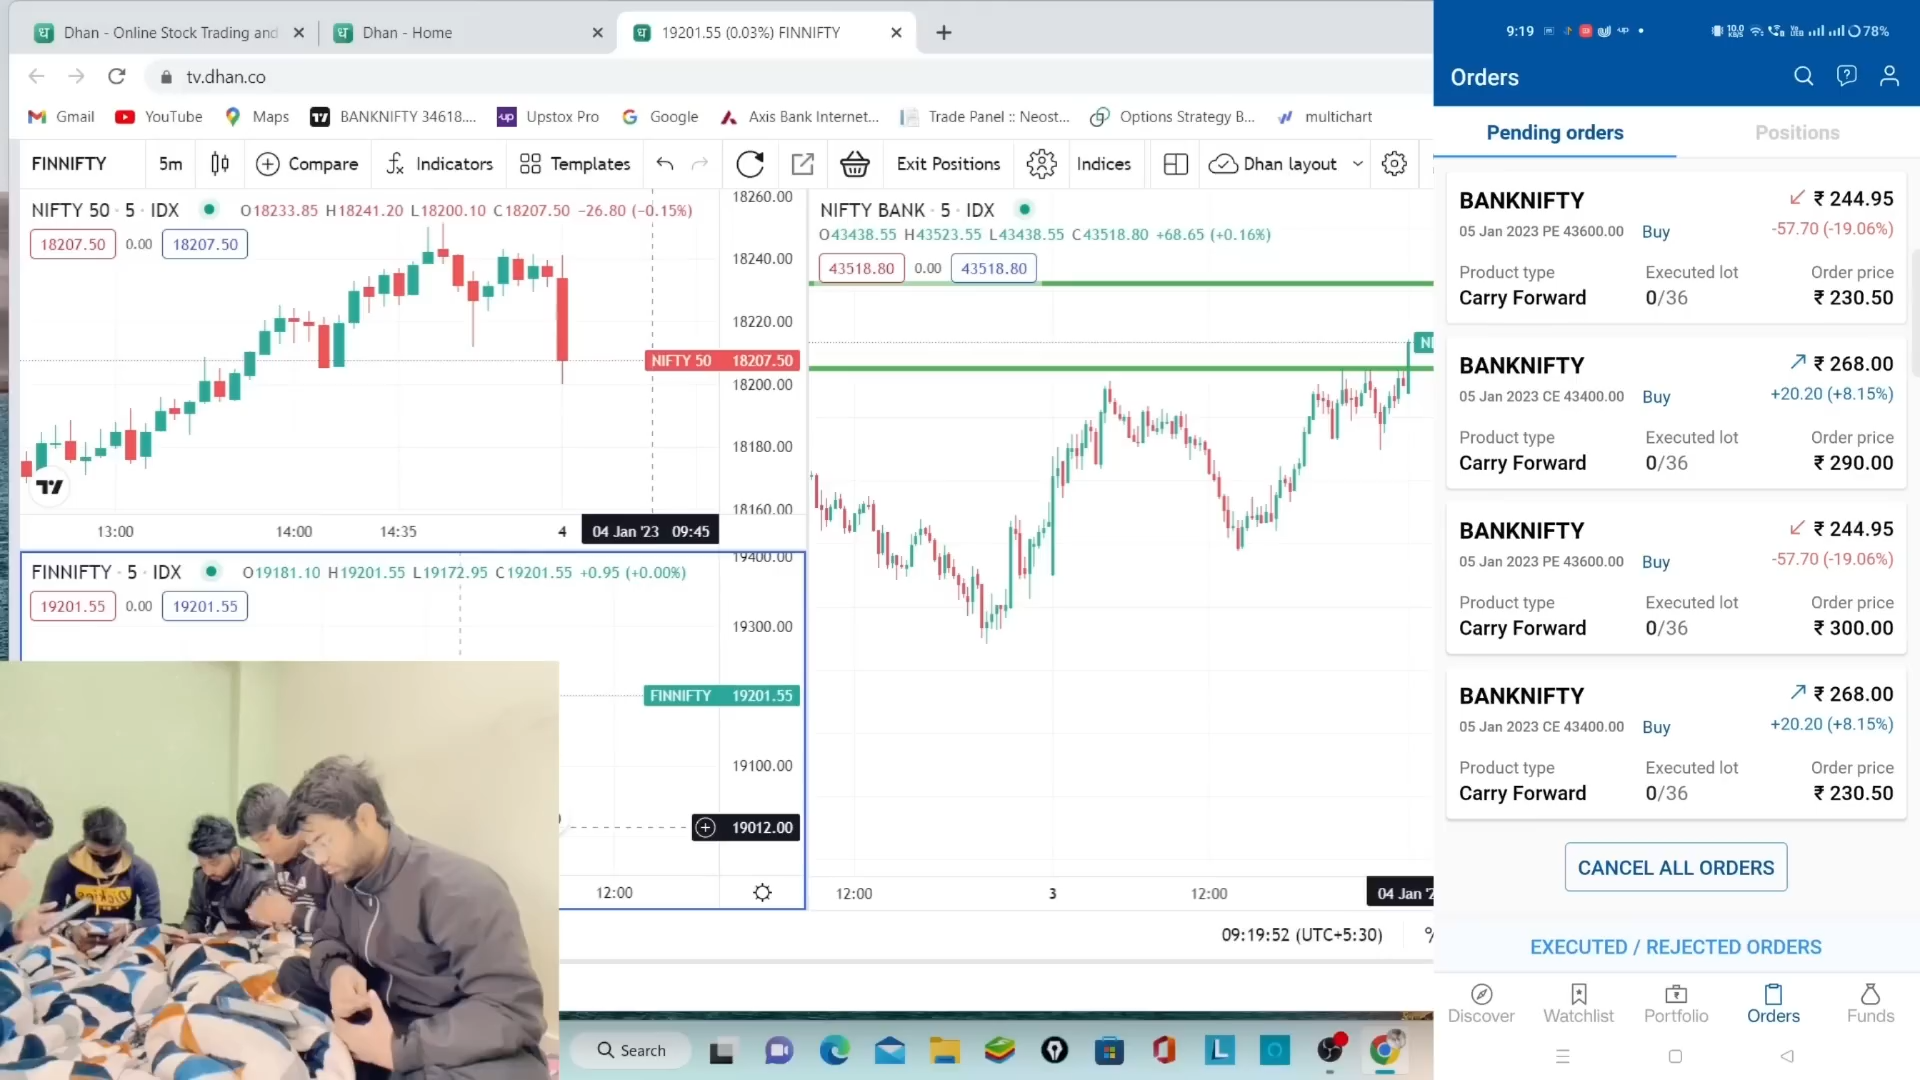 Dhan - Online Stock Trading and
Dhan - Home
19201.55 (0.03%) FINNIFTY
tv.dhan.co
Gmail
YouTube
Maps
BANKNIFTY 34618....
Upstox Pro
Google
Axis Bank Internet...
Trade Panel :: Neost...
Options Strategy B...
multichart
FINNIFTY
5m
Compare
Indicators
Templates
Exit Positions
Indices
Dhan layout
NIFTY 50 · 5 · IDX
O18233.85 H18241.20 L18200.10 C18207.50 −26.80 (−0.15%)
18207.50 0.00 18207.50
18260.00
18240.00
18220.00
NIFTY 50 18207.50
18200.00
18180.00
18160.00
13:00 14:00 14:35 4 04 Jan '23 09:45
FINNIFTY · 5 · IDX
O19181.10 H19201.55 L19172.95 C19201.55 +0.95 (+0.00%)
19201.55 0.00 19201.55
19400.00
19300.00
FINNIFTY 19201.55
19100.00
19012.00
12:00
NIFTY BANK · 5 · IDX
O43438.55 H43523.55 L43438.55 C43518.80 +68.65 (+0.16%)
43518.80 0.00 43518.80
12:00 3 12:00 04 Jan '2
09:19:52 (UTC+5:30) %
Dickies
Search
9:19
78%
Orders
Pending orders
Positions
BANKNIFTY ₹ 244.95
05 Jan 2023 PE 43600.00 Buy -57.70 (-19.06%)
Product type Executed lot Order price
Carry Forward 0/36 ₹ 230.50
BANKNIFTY ₹ 268.00
05 Jan 2023 CE 43400.00 Buy +20.20 (+8.15%)
Product type Executed lot Order price
Carry Forward 0/36 ₹ 290.00
BANKNIFTY ₹ 244.95
05 Jan 2023 PE 43600.00 Buy -57.70 (-19.06%)
Product type Executed lot Order price
Carry Forward 0/36 ₹ 300.00
BANKNIFTY ₹ 268.00
05 Jan 2023 CE 43400.00 Buy +20.20 (+8.15%)
Product type Executed lot Order price
Carry Forward 0/36 ₹ 230.50
CANCEL ALL ORDERS
EXECUTED / REJECTED ORDERS
Discover Watchlist Portfolio Orders Funds